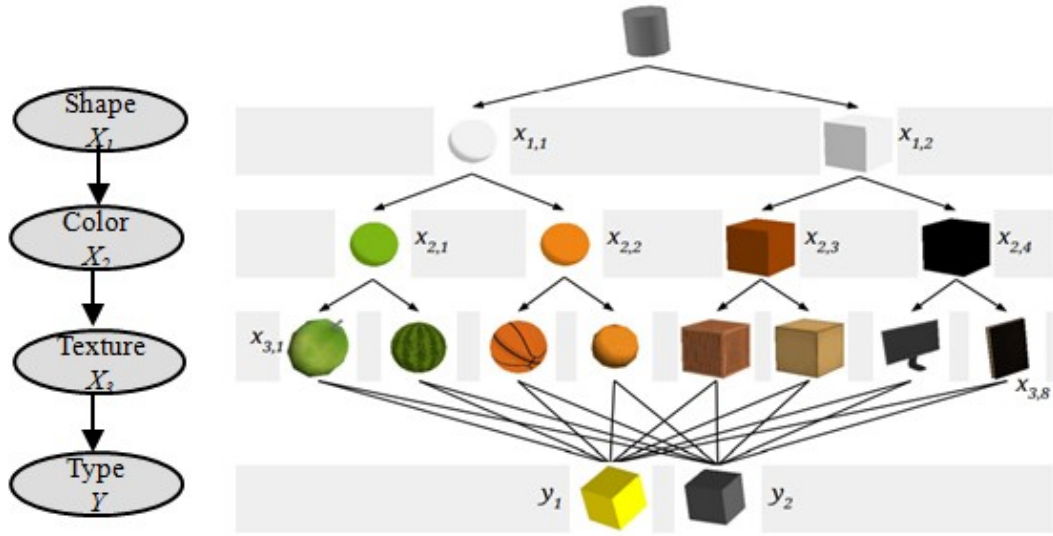 Shape
X₁
Color
X₂
Texture
X₃
Type
Y
x₁,₁
x₁,₂
x₂,₁
x₂,₂
x₂,₃
x₂,₄
x₃,₁
x₃,₈
y₁
y₂